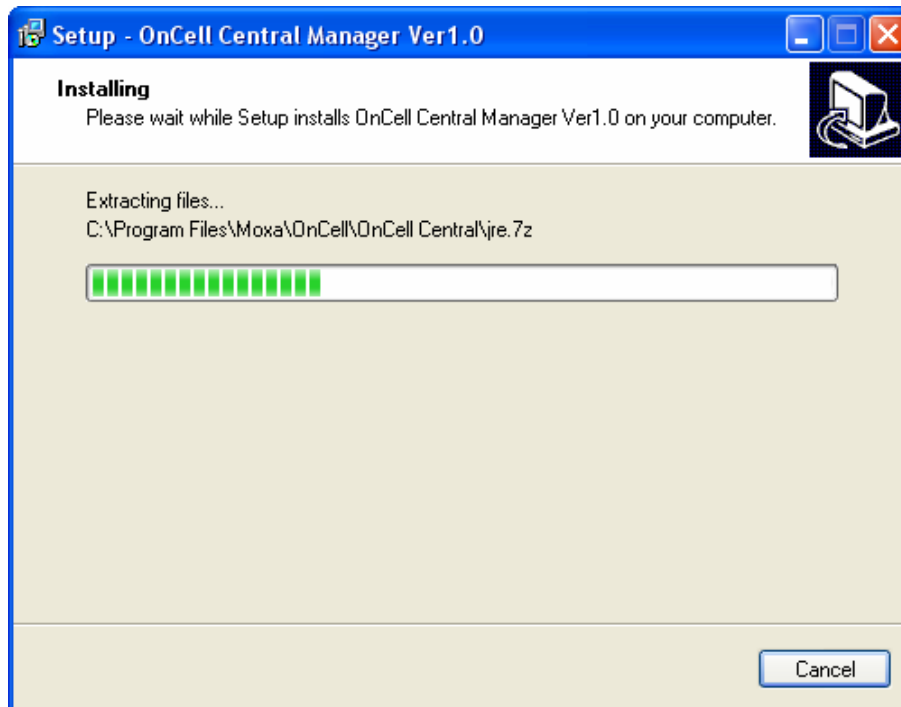 Setup - OnCell Central Manager Ver1.0
Installing
Please wait while Setup installs OnCell Central Manager Ver1.0 on your computer.
Extracting files...
C:\Program Files\Moxa\OnCell\OnCell Central\jre.7z
Cancel